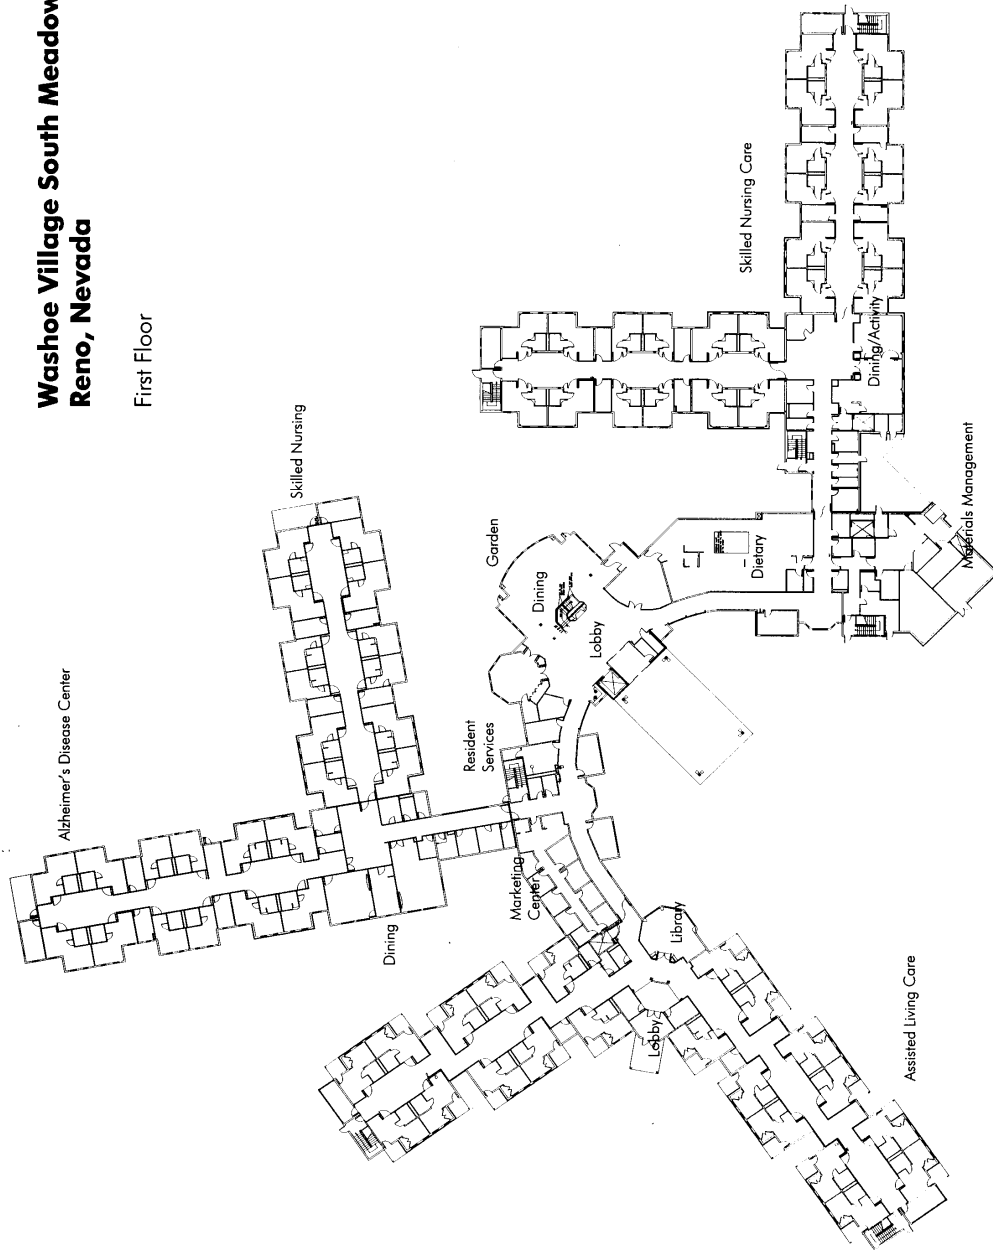 Washoe Village South Meadow
Reno, Nevada
First Floor
Alzheimer's Disease Center
Skilled Nursing
Skilled Nursing Care
Dining/Activity
Garden
Dining
Lobby
Dietary
Materials Management
Resident
Services
Marketing
Center
Dining
Library
Lobby
Assisted Living Care